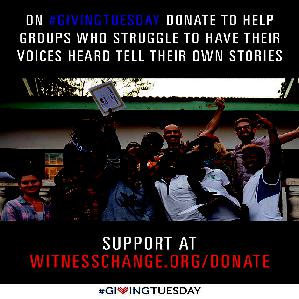 ON #GIVINGTUESDAY DONATE TO HELP
GROUPS WHO STRUGGLE TO HAVE THEIR
VOICES HEARD TELL THEIR OWN STORIES
SUPPORT AT
WITNESSCHANGE.ORG/DONATE
#GIVINGTUESDAY